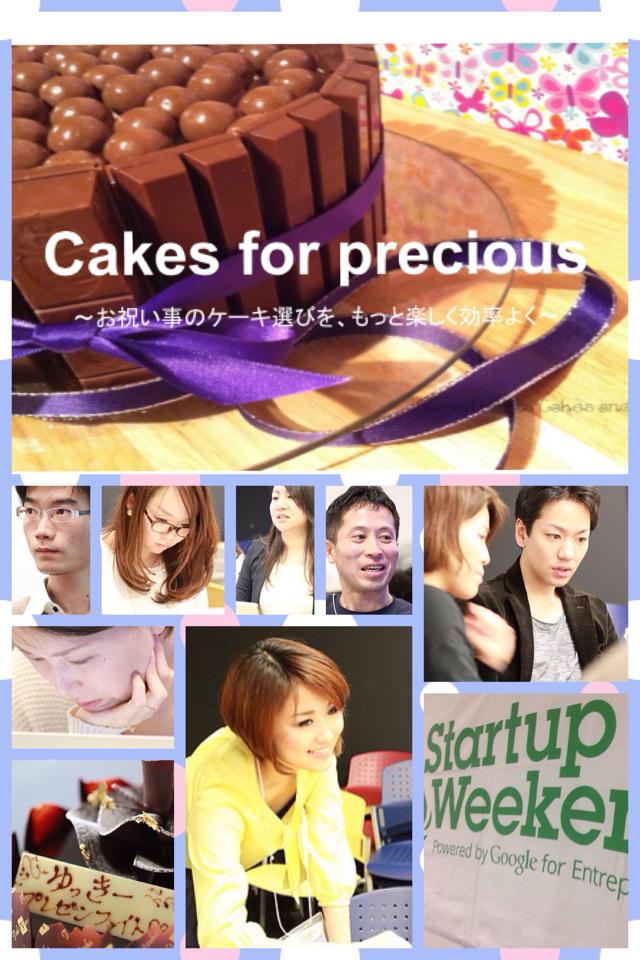 Cakes for precious
〜お祝い事のケーキ選びを、もっと楽しく効率よく〜
Cakes and
Startup
Weeken
Powered by Google for Entrep
ゆっきー
プレゼンファイト